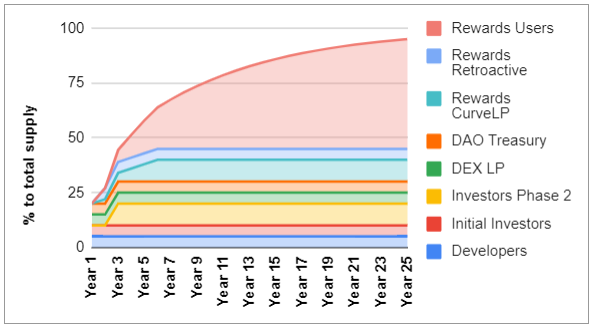 100
75
50
25
0
% to total supply
Year 1
Year 3
Year 5
Year 7
Year 9
Year 11
Year 13
Year 15
Year 17
Year 19
Year 21
Year 23
Year 25
Rewards Users
Rewards
Retroactive
Rewards
CurveLP
DAO Treasury
DEX LP
Investors Phase 2
Initial Investors
Developers